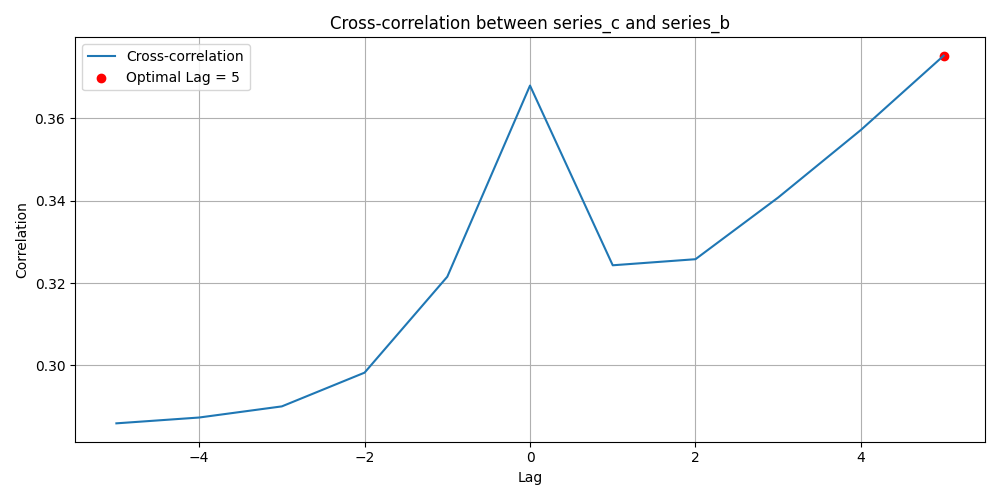 Cross-correlation between series_c and series_b
Cross-correlation
Optimal Lag = 5
Correlation
0.36
0.34
0.32
0.30
−4
−2
0
2
4
Lag